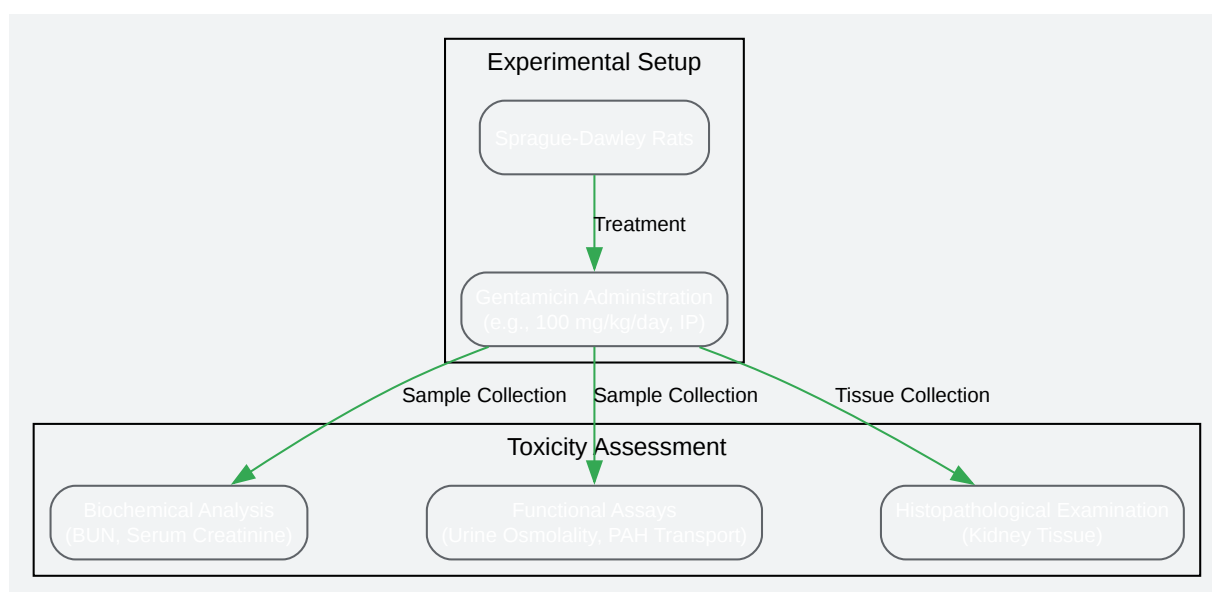 Experimental Setup
Sprague-Dawley Rats
Treatment
Gentamicin Administration
(e.g., 100 mg/kg/day, IP)
Sample Collection
Sample Collection
Tissue Collection
Toxicity Assessment
Biochemical Analysis
(BUN, Serum Creatinine)
Functional Assays
(Urine Osmolality, PAH Transport)
Histopathological Examination
(Kidney Tissue)